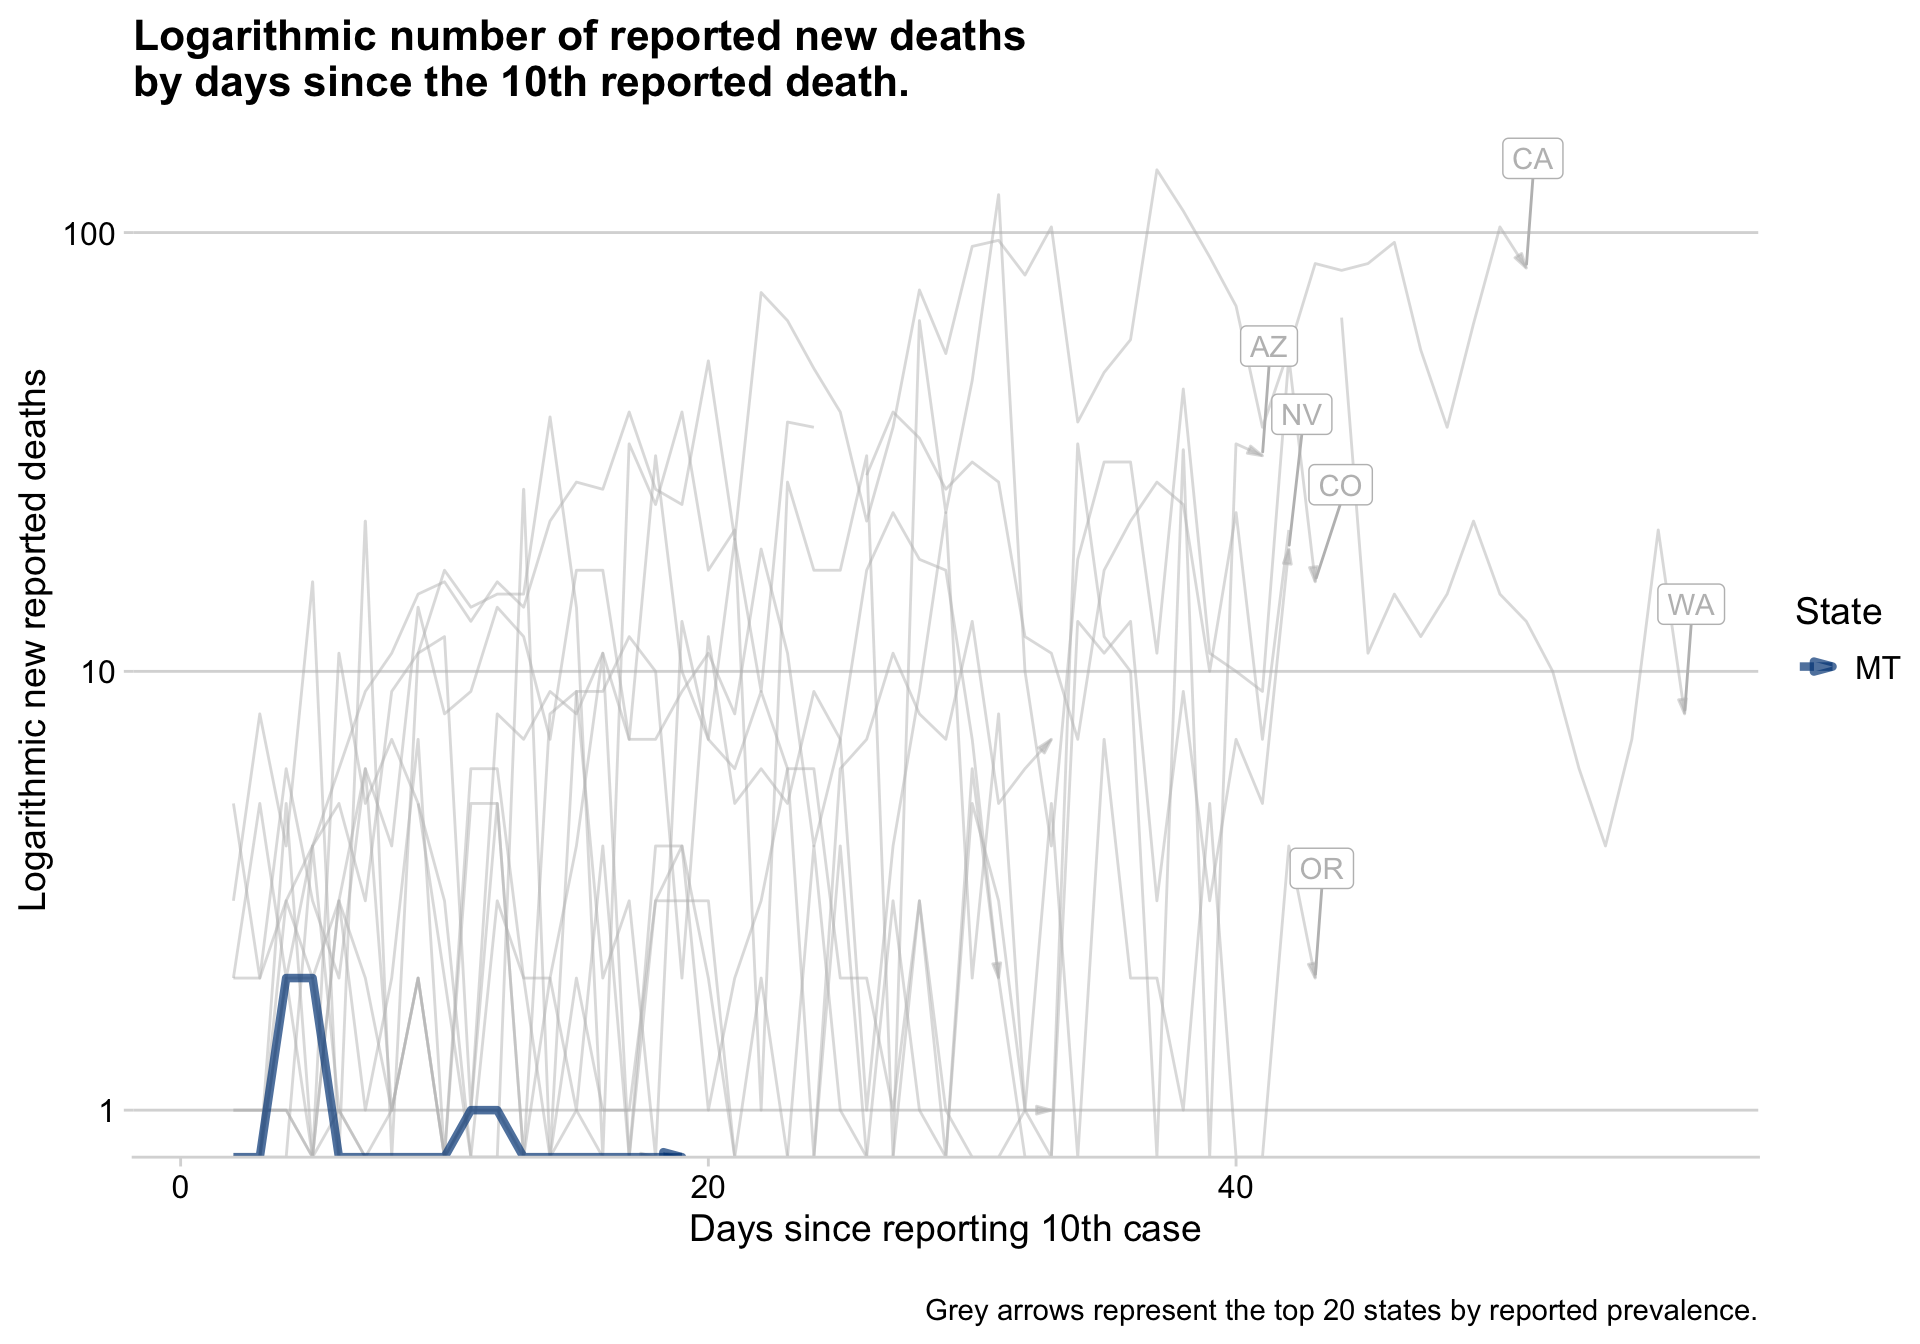 Logarithmic number of reported new deaths
by days since the 10th reported death.
Logarithmic new reported deaths
100
10
1
CA
AZ
NV
CO
WA
OR
State
MT
0
20
40
Days since reporting 10th case
Grey arrows represent the top 20 states by reported prevalence.